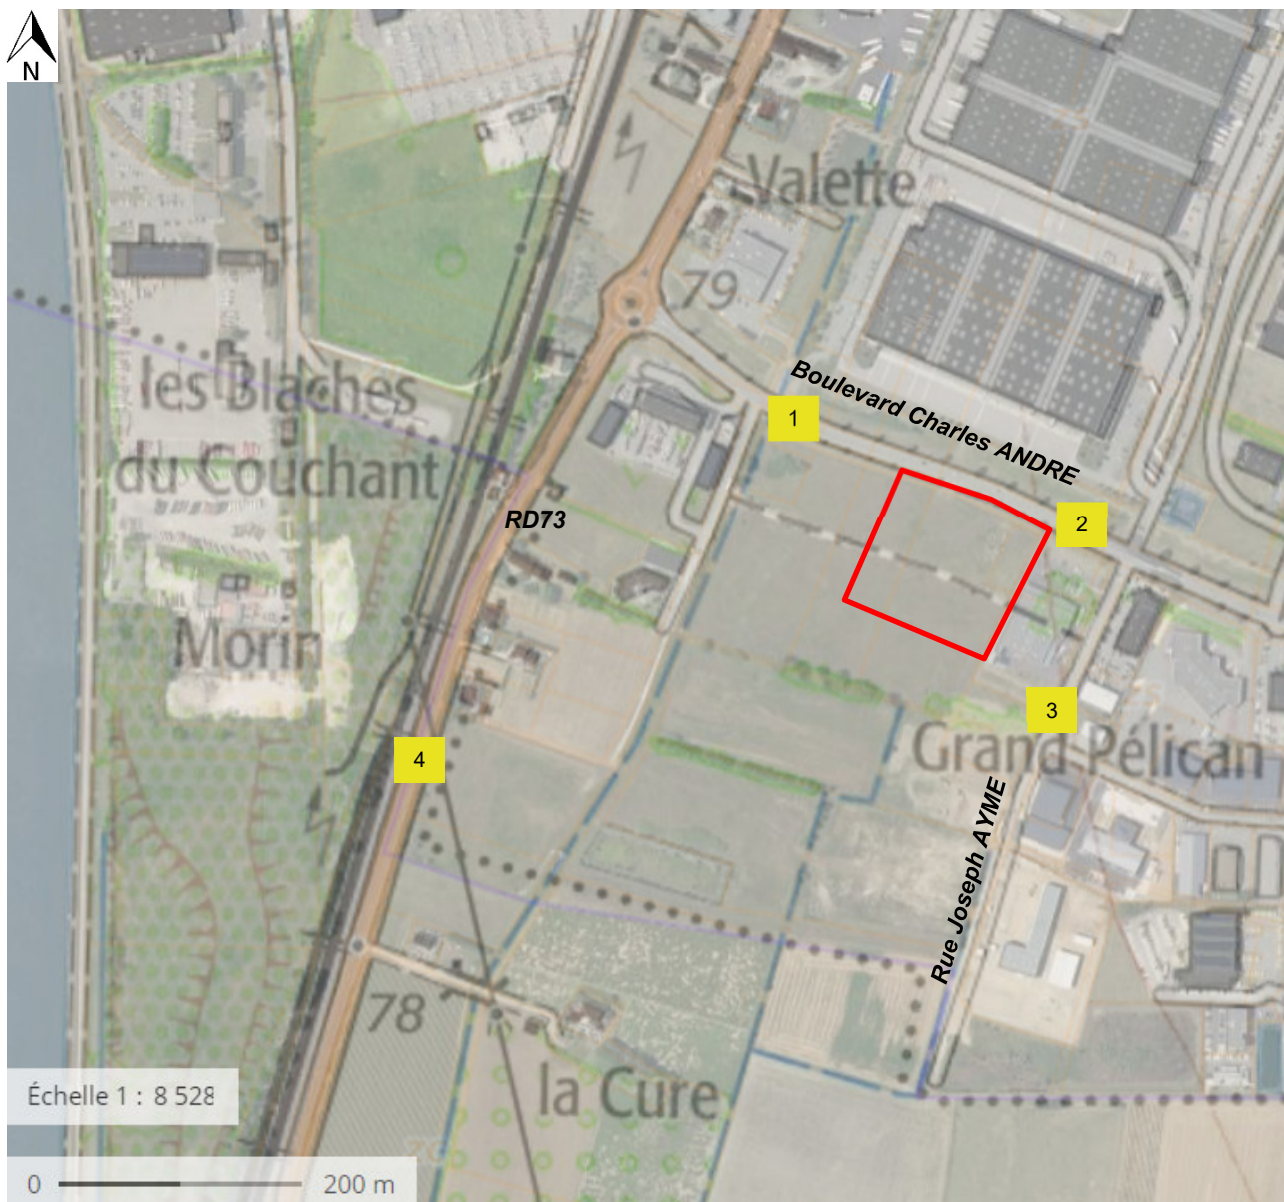 N
Valette
79
les Blaches
du Couchant
Boulevard Charles ANDRE
1
2
RD73
Morin
3
Grand Pélican
4
Rue Joseph AYME
78
la Cure
Échelle 1 : 8 528
0 200 m